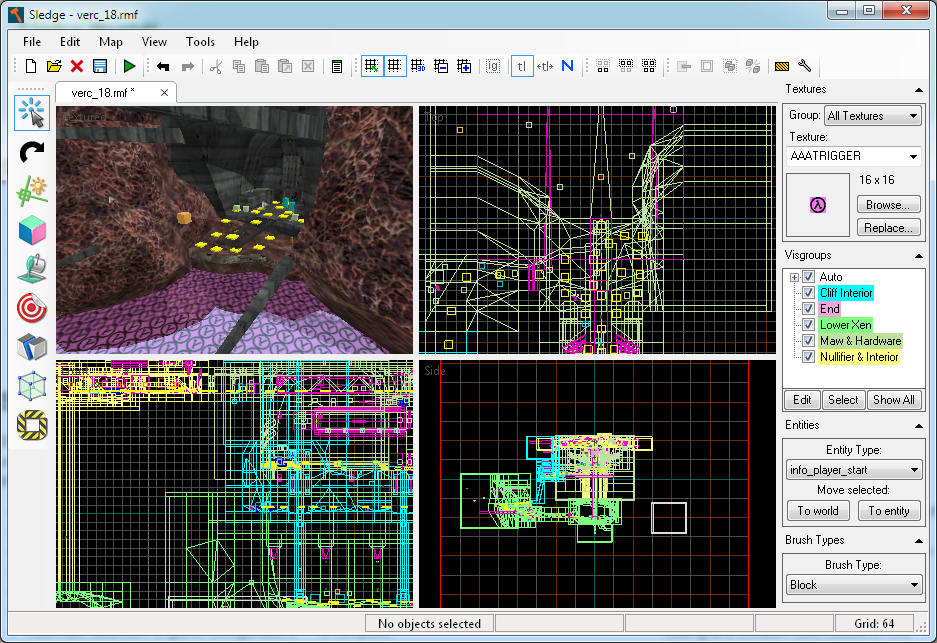 Sledge - verc_18.rmf
File Edit Map View Tools Help
verc_18.rmf *
Textured
Top
Side
Textures
Group: All Textures
Texture:
AAATRIGGER
16 x 16
Browse...
Replace...
Visgroups
Auto
Cliff Interior
End
Lower Xen
Maw & Hardware
Nullifier & Interior
Edit Select Show All
Entities
Entity Type:
info_player_start
Move selected:
To world To entity
Brush Types
Brush Type:
Block
No objects selected
Grid: 64